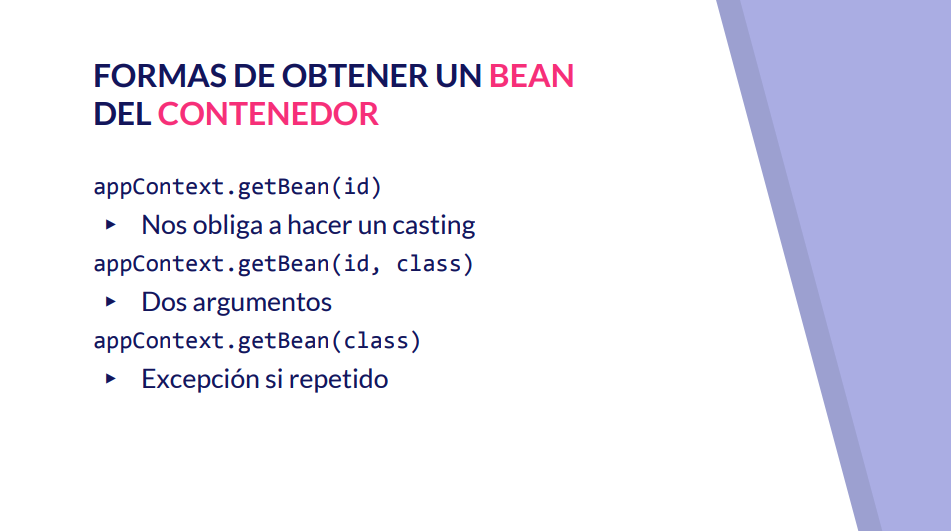 FORMAS DE OBTENER UN BEAN
DEL CONTENEDOR
appContext.getBean(id)
▸ Nos obliga a hacer un casting
appContext.getBean(id, class)
▸ Dos argumentos
appContext.getBean(class)
▸ Excepción si repetido